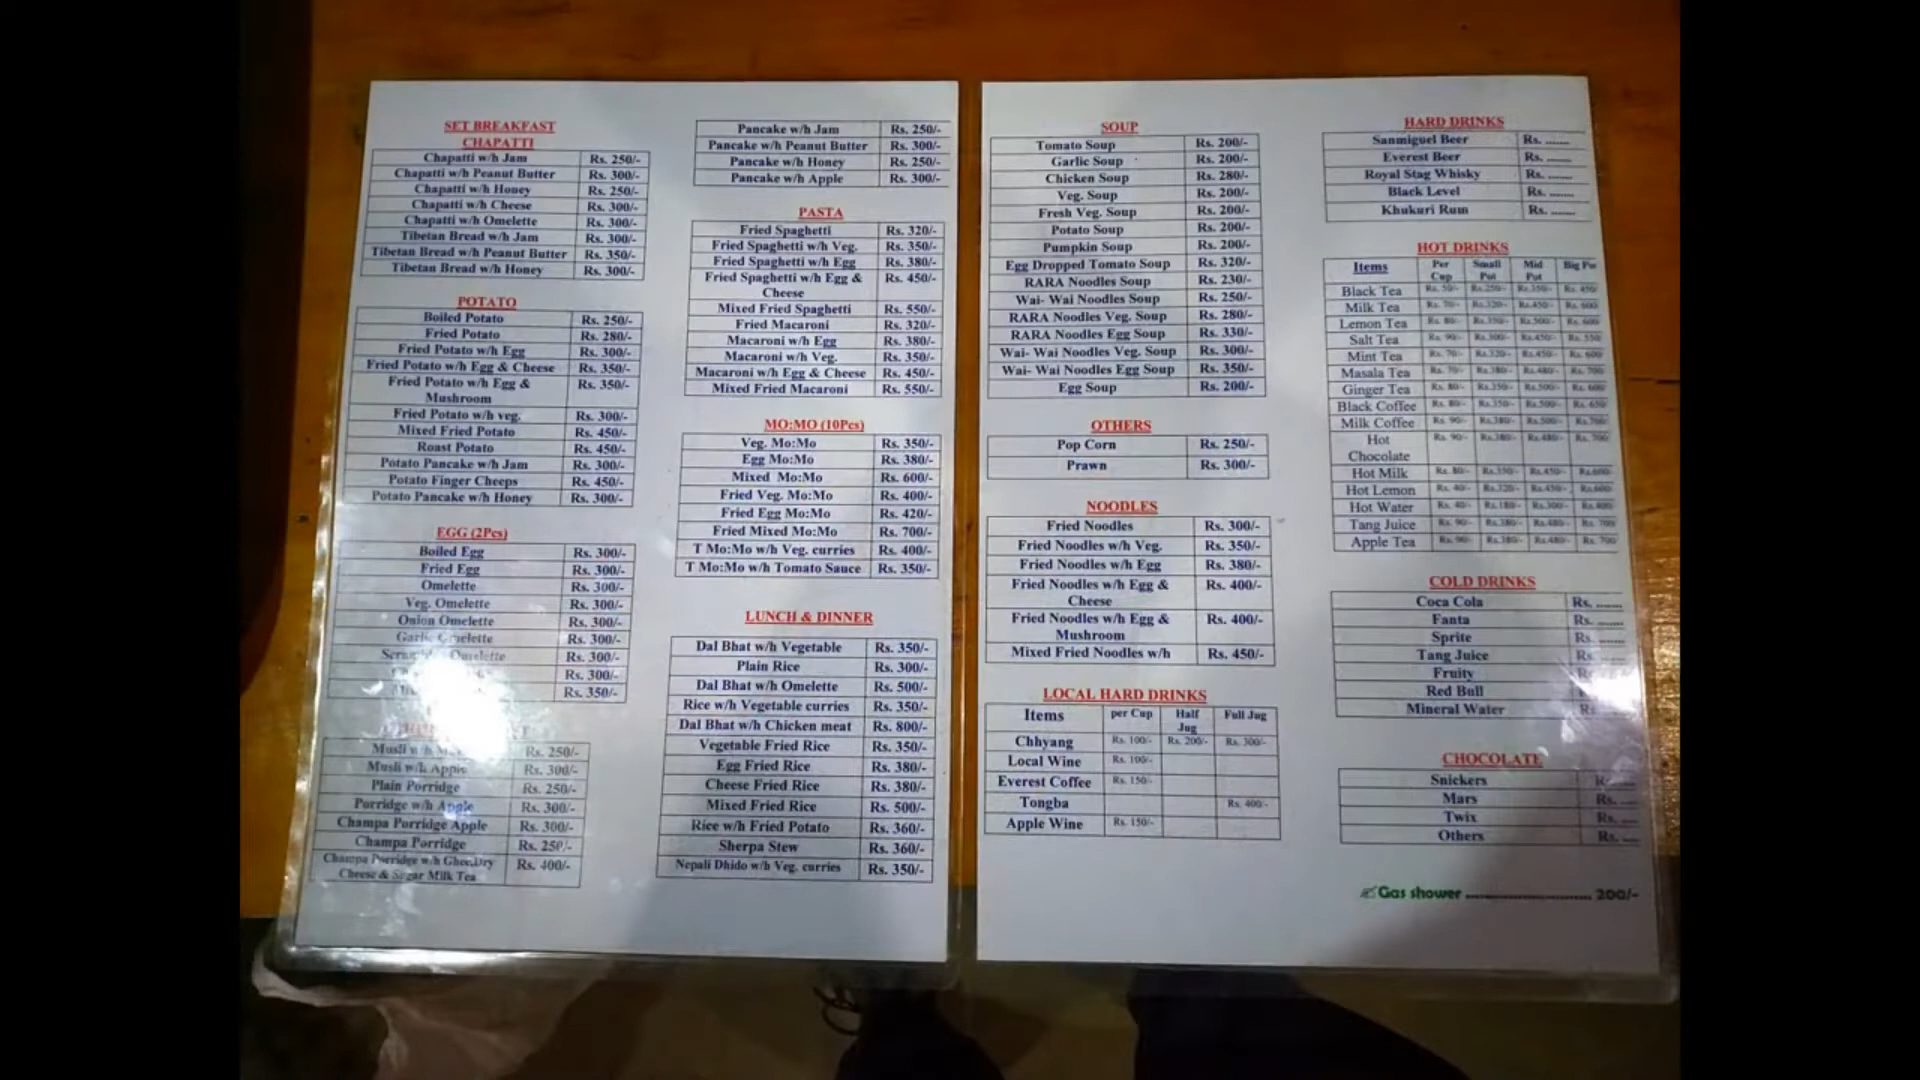 SET BREAKFAST
CHAPATTI
Chapatti w/h Jam Rs. 250/-
Chapatti w/h Peanut Butter Rs. 300/-
Chapatti w/h Honey Rs. 250/-
Chapatti w/h Cheese Rs. 300/-
Chapatti w/h Omelette Rs. 300/-
Tibetan Bread w/h Jam Rs. 300/-
Tibetan Bread w/h Peanut Butter Rs. 350/-
Tibetan Bread w/h Honey Rs. 300/-
POTATO
Boiled Potato Rs. 250/-
Fried Potato Rs. 280/-
Fried Potato w/h Egg Rs. 300/-
Fried Potato w/h Egg & Cheese Rs. 350/-
Fried Potato w/h Egg & Rs. 350/-
Mushroom
Fried Potato w/h veg. Rs. 300/-
Mixed Fried Potato Rs. 450/-
Roast Potato Rs. 450/-
Potato Pancake w/h Jam Rs. 300/-
Potato Finger Cheeps Rs. 450/-
Potato Pancake w/h Honey Rs. 300/-
EGG (2Pcs)
Boiled Egg Rs. 300/-
Fried Egg Rs. 300/-
Omelette Rs. 300/-
Veg. Omelette Rs. 300/-
Onion Omelette Rs. 300/-
Garlic Omelette Rs. 300/-
Omelette Rs. 300/-
Rs. 300/-
Rs. 350/-
Musli w/h Rs. 250/-
Musli w/h Apple Rs. 300/-
Plain Porridge Rs. 250/-
Porridge w/h Apple Rs. 300/-
Champa Porridge Apple Rs. 300/-
Champa Porridge Rs. 250/-
Champa Porridge w/h Ghee,Dry Rs. 400/-
Cheese & Sugar Milk Tea
Pancake w/h Jam Rs. 250/-
Pancake w/h Peanut Butter Rs. 300/-
Pancake w/h Honey Rs. 250/-
Pancake w/h Apple Rs. 300/-
PASTA
Fried Spaghetti Rs. 320/-
Fried Spaghetti w/h Veg. Rs. 350/-
Fried Spaghetti w/h Egg Rs. 380/-
Fried Spaghetti w/h Egg & Rs. 450/-
Cheese
Mixed Fried Spaghetti Rs. 550/-
Fried Macaroni Rs. 320/-
Macaroni w/h Egg Rs. 380/-
Macaroni w/h Veg. Rs. 350/-
Macaroni w/h Egg & Cheese Rs. 450/-
Mixed Fried Macaroni Rs. 550/-
MO:MO (10Pcs)
Veg. Mo:Mo Rs. 350/-
Egg Mo:Mo Rs. 380/-
Mixed Mo:Mo Rs. 600/-
Fried Veg. Mo:Mo Rs. 400/-
Fried Egg Mo:Mo Rs. 420/-
Fried Mixed Mo:Mo Rs. 700/-
T Mo:Mo w/h Veg. curries Rs. 400/-
T Mo:Mo w/h Tomato Sauce Rs. 350/-
LUNCH & DINNER
Dal Bhat w/h Vegetable Rs. 350/-
Plain Rice Rs. 300/-
Dal Bhat w/h Omelette Rs. 500/-
Rice w/h Vegetable curries Rs. 350/-
Dal Bhat w/h Chicken meat Rs. 800/-
Vegetable Fried Rice Rs. 350/-
Egg Fried Rice Rs. 380/-
Cheese Fried Rice Rs. 380/-
Mixed Fried Rice Rs. 500/-
Rice w/h Fried Potato Rs. 360/-
Sherpa Stew Rs. 360/-
Nepali Dhido w/h Veg. curries Rs. 350/-
SOUP
Tomato Soup Rs. 200/-
Garlic Soup Rs. 200/-
Chicken Soup Rs. 280/-
Veg. Soup Rs. 200/-
Fresh Veg. Soup Rs. 200/-
Potato Soup Rs. 200/-
Pumpkin Soup Rs. 200/-
Egg Dropped Tomato Soup Rs. 320/-
RARA Noodles Soup Rs. 230/-
Wai- Wai Noodles Soup Rs. 250/-
RARA Noodles Veg. Soup Rs. 280/-
RARA Noodles Egg Soup Rs. 330/-
Wai- Wai Noodles Veg. Soup Rs. 300/-
Wai- Wai Noodles Egg Soup Rs. 350/-
Egg Soup Rs. 200/-
OTHERS
Pop Corn Rs. 250/-
Prawn Rs. 300/-
NOODLES
Fried Noodles Rs. 300/-
Fried Noodles w/h Veg. Rs. 350/-
Fried Noodles w/h Egg Rs. 380/-
Fried Noodles w/h Egg & Rs. 400/-
Cheese
Fried Noodles w/h Egg & Rs. 400/-
Mushroom
Mixed Fried Noodles w/h Rs. 450/-
LOCAL HARD DRINKS
Items per Cup Half Jug Full Jug
Chhyang Rs. 100/- Rs. 200/- Rs. 300/-
Local Wine Rs. 100/-
Everest Coffee Rs. 150/-
Tongba Rs. 400/-
Apple Wine Rs. 150/-
HARD DRINKS
Sanmiguel Beer Rs. .......
Everest Beer Rs. .......
Royal Stag Whisky Rs. .......
Black Level Rs. .......
Khukuri Rum Rs. .......
HOT DRINKS
Items Per Cup Small Pot Mid Pot Big
Black Tea
Milk Tea
Lemon Tea
Salt Tea
Mint Tea
Masala Tea
Ginger Tea
Black Coffee
Milk Coffee
Hot
Chocolate
Hot Milk
Hot Lemon
Hot Water
Tang Juice
Apple Tea
COLD DRINKS
Coca Cola Rs. .......
Fanta Rs. .......
Sprite Rs. .......
Tang Juice Rs
Fruity
Red Bull
Mineral Water
CHOCOLATE
Snickers
Mars Rs.
Twix Rs.
Others Rs.
Gas shower .............................. 200/-